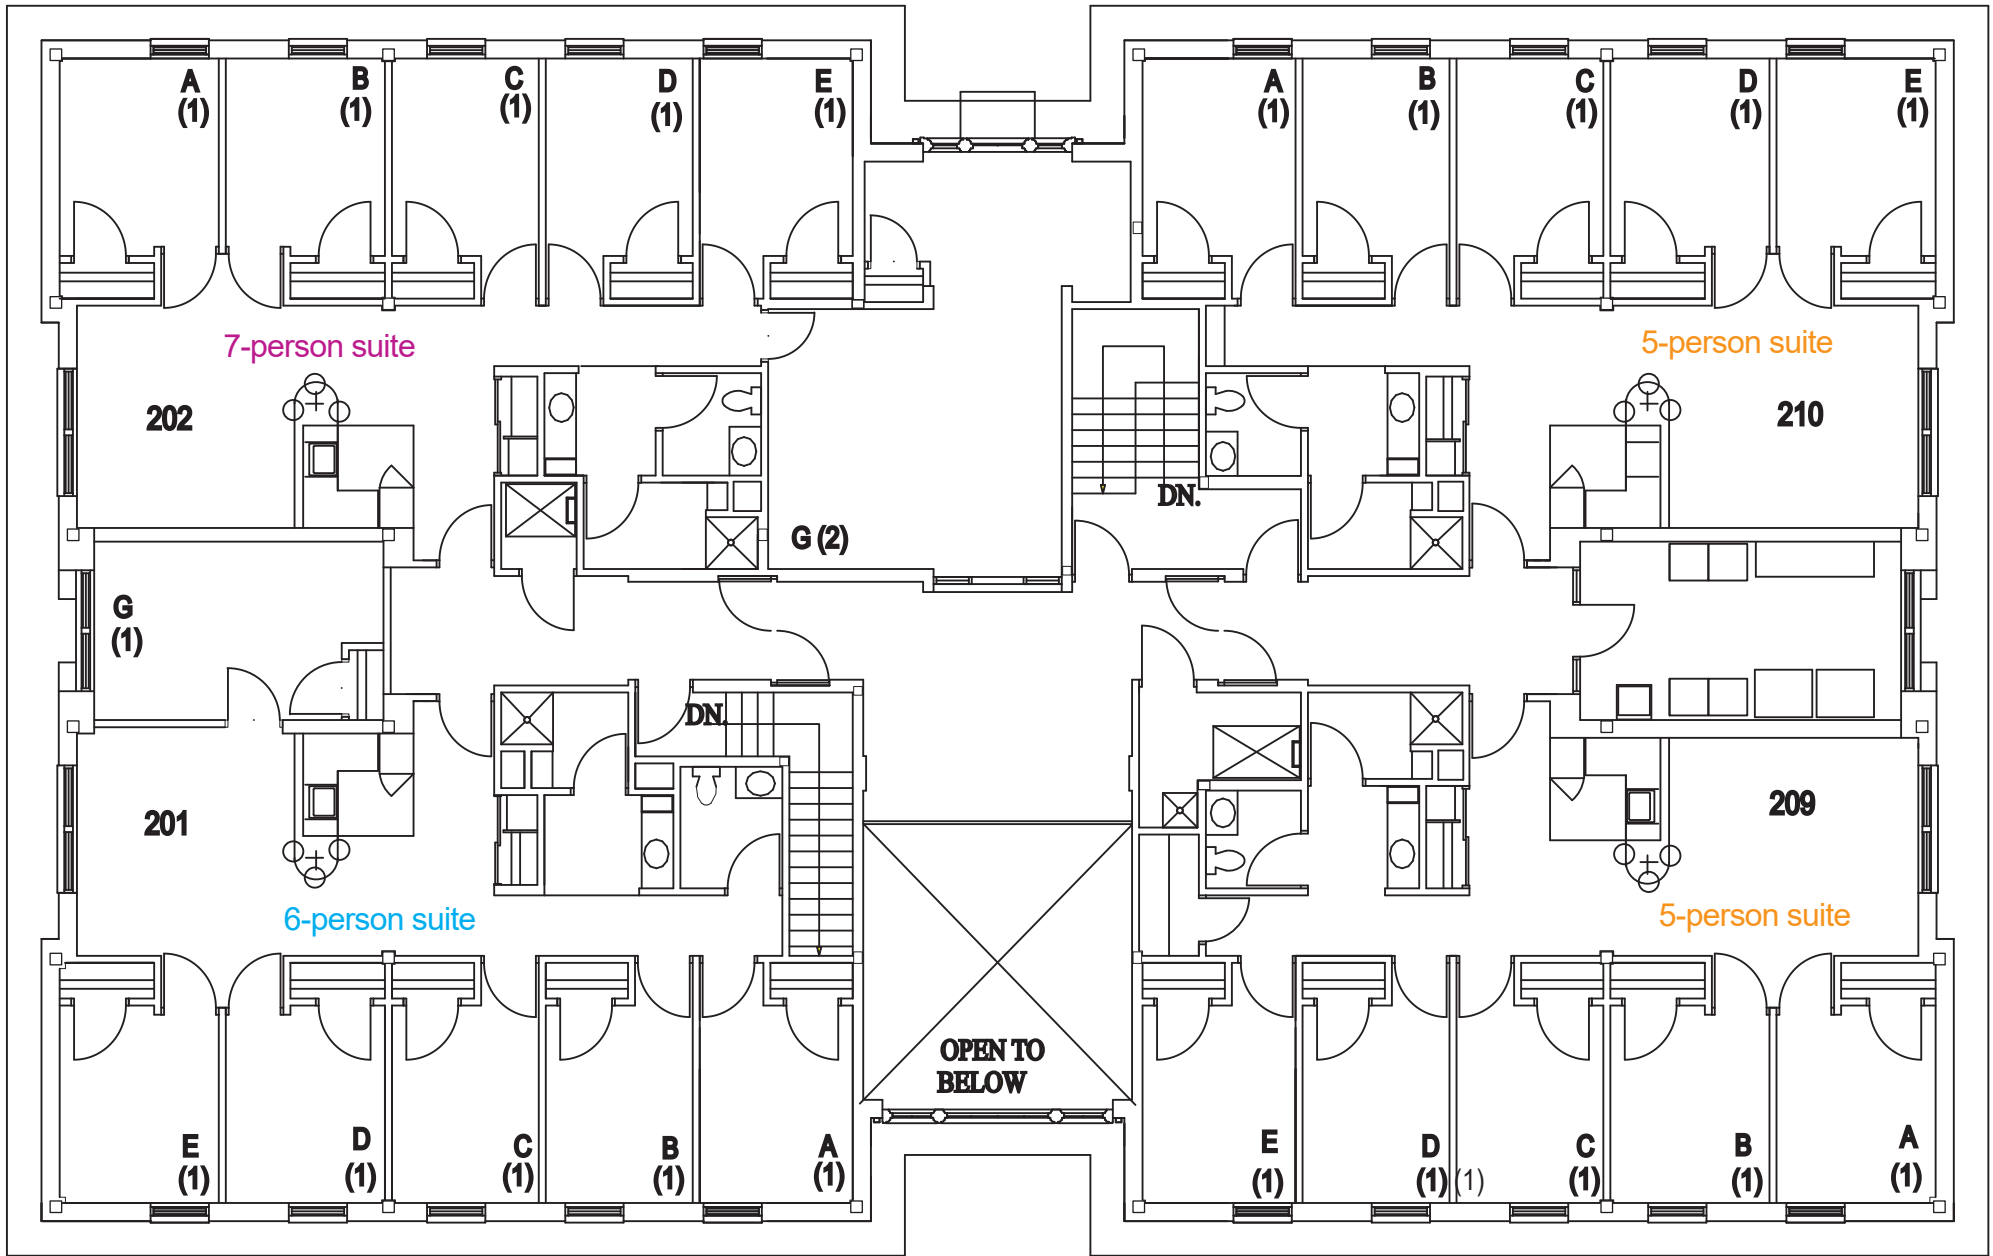 A
(1)
B
(1)
C
(1)
D
(1)
E
(1)
A
(1)
B
(1)
C
(1)
D
(1)
E
(1)
7-person suite
5-person suite
202
210
DN.
G (2)
G
(1)
DN.
201
209
6-person suite
5-person suite
OPEN TO
BELOW
E
(1)
D
(1)
C
(1)
B
(1)
A
(1)
E
(1)
D
(1) (1)
C
(1)
B
(1)
A
(1)